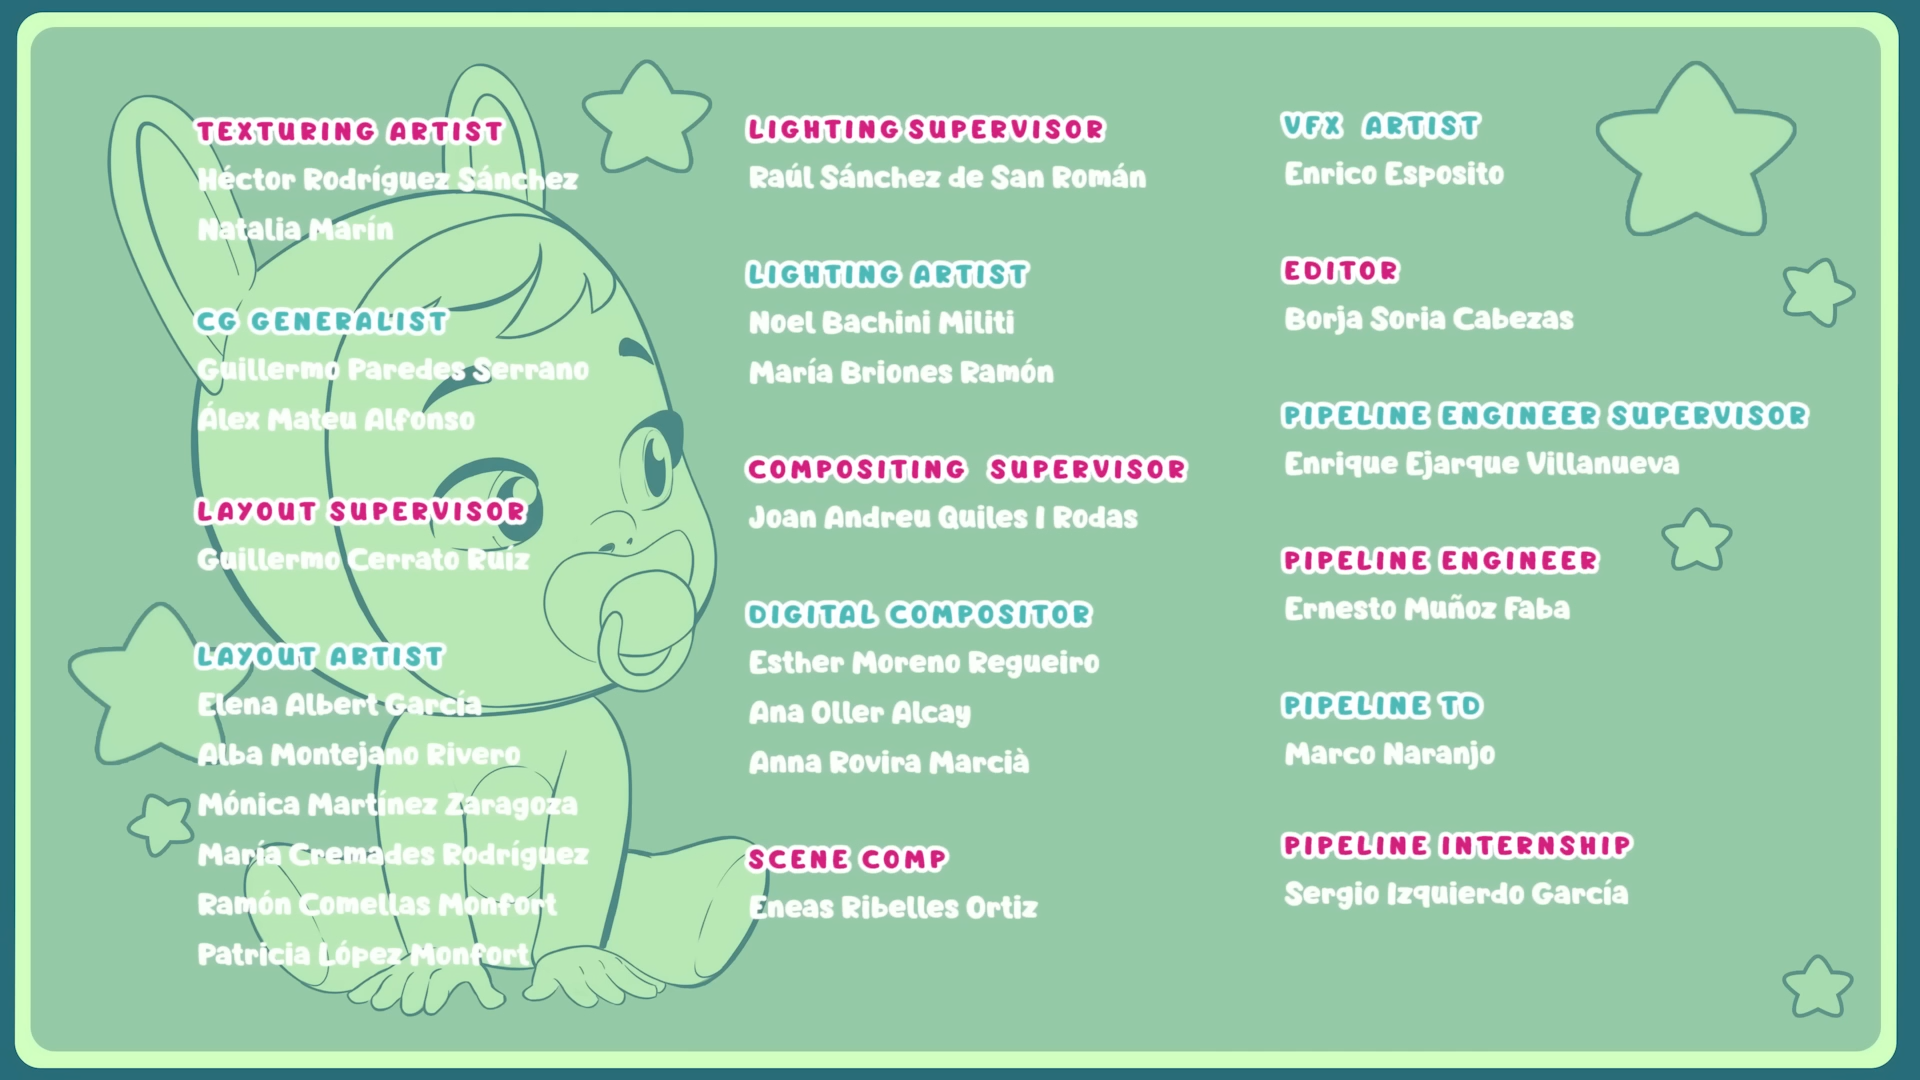 TEXTURING ARTIST
Héctor Rodríguez Sánchez
Natalia Marín
CG GENERALIST
Guillermo Paredes Serrano
Álex Mateu Alfonso
LAYOUT SUPERVISOR
Guillermo Cerrato Ruiz
LAYOUT ARTIST
Elena Albert García
Alba Montejano Rivero
Mónica Martínez Zaragoza
María Cremades Rodríguez
Ramón Comellas Monfort
Patricia López Monfort
LIGHTING SUPERVISOR
Raúl Sánchez de San Román
LIGHTING ARTIST
Noel Bachini Militi
María Briones Ramón
COMPOSITING SUPERVISOR
Joan Andreu Quiles I Rodas
DIGITAL COMPOSITOR
Esther Moreno Regueiro
Ana Oller Alcay
Anna Rovira Marcià
SCENE COMP
Eneas Ribelles Ortiz
VFX ARTIST
Enrico Esposito
EDITOR
Borja Soria Cabezas
PIPELINE ENGINEER SUPERVISOR
Enrique Ejarque Villanueva
PIPELINE ENGINEER
Ernesto Muñoz Faba
PIPELINE TD
Marco Naranjo
PIPELINE INTERNSHIP
Sergio Izquierdo García